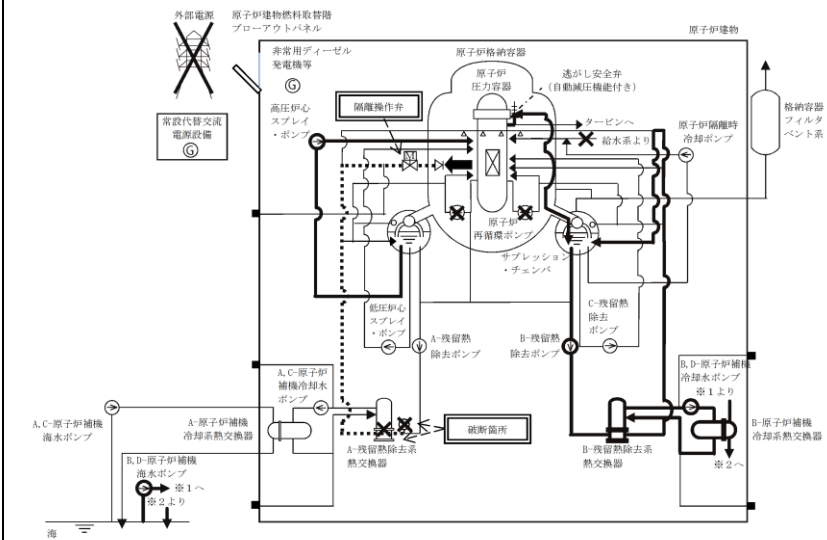 外部電源
原子炉建物燃料取替階
ブローアウトパネル
原子炉建物
非常用ディーゼル
発電機等
G
常設代替交流
電源設備
G
高圧炉心
スプレイ
・ポンプ
隔離操作弁
原子炉格納容器
原子炉
圧力容器
逃がし安全弁
(自動減圧機能付き)
タービンへ
給水系より
原子炉隔離時
冷却ポンプ
格納容器
フィルタ
ベント系
原子炉
再循環ポンプ
サプレッション
・チェンバ
低圧炉心
スプレイ
・ポンプ
A-残留熱
除去ポンプ
B-残留熱
除去ポンプ
C-残留熱
除去
ポンプ
A,C-原子炉
補機冷却水
ポンプ
B,D-原子炉補機
冷却水ポンプ
※1より
A,C-原子炉補機
海水ポンプ
A-原子炉補機
冷却系熱交換器
B,D-原子炉補機
海水ポンプ
※1へ
※2より
A-残留熱除去系
熱交換器
破断箇所
B-残留熱除去系
熱交換器
B-原子炉補機
冷却系熱交換器
※2へ
海